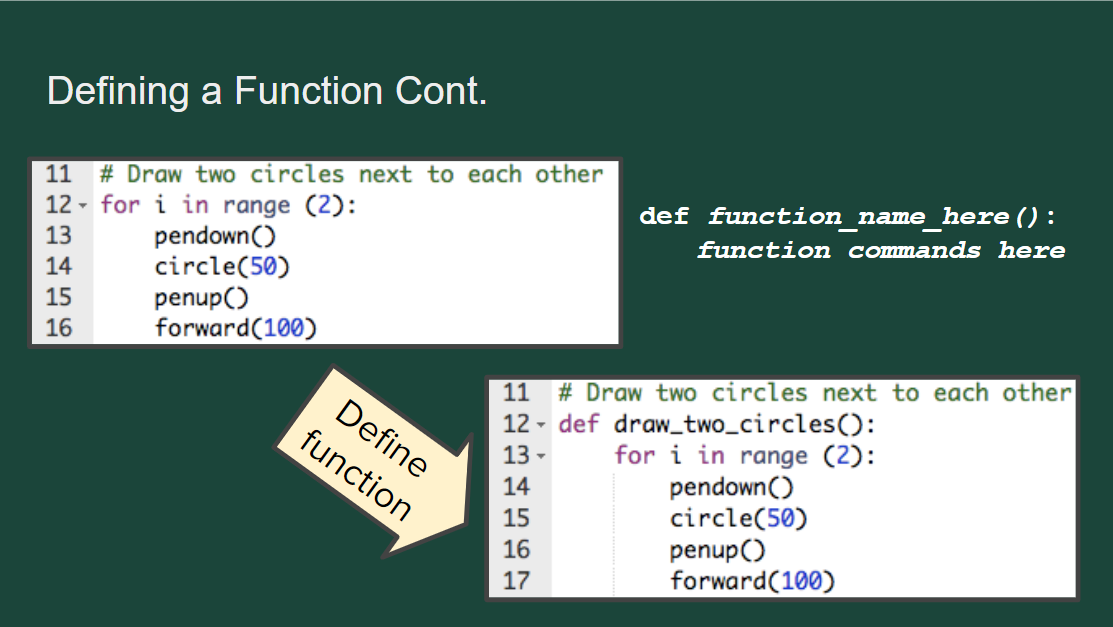 Defining a Function Cont.
11 # Draw two circles next to each other
12 for i in range (2):
13 pendown()
14 circle(50)
15 penup()
16 forward(100)
def function_name_here():
function commands here
Define
function
11 # Draw two circles next to each other
12 def draw_two_circles():
13 for i in range (2):
14 pendown()
15 circle(50)
16 penup()
17 forward(100)